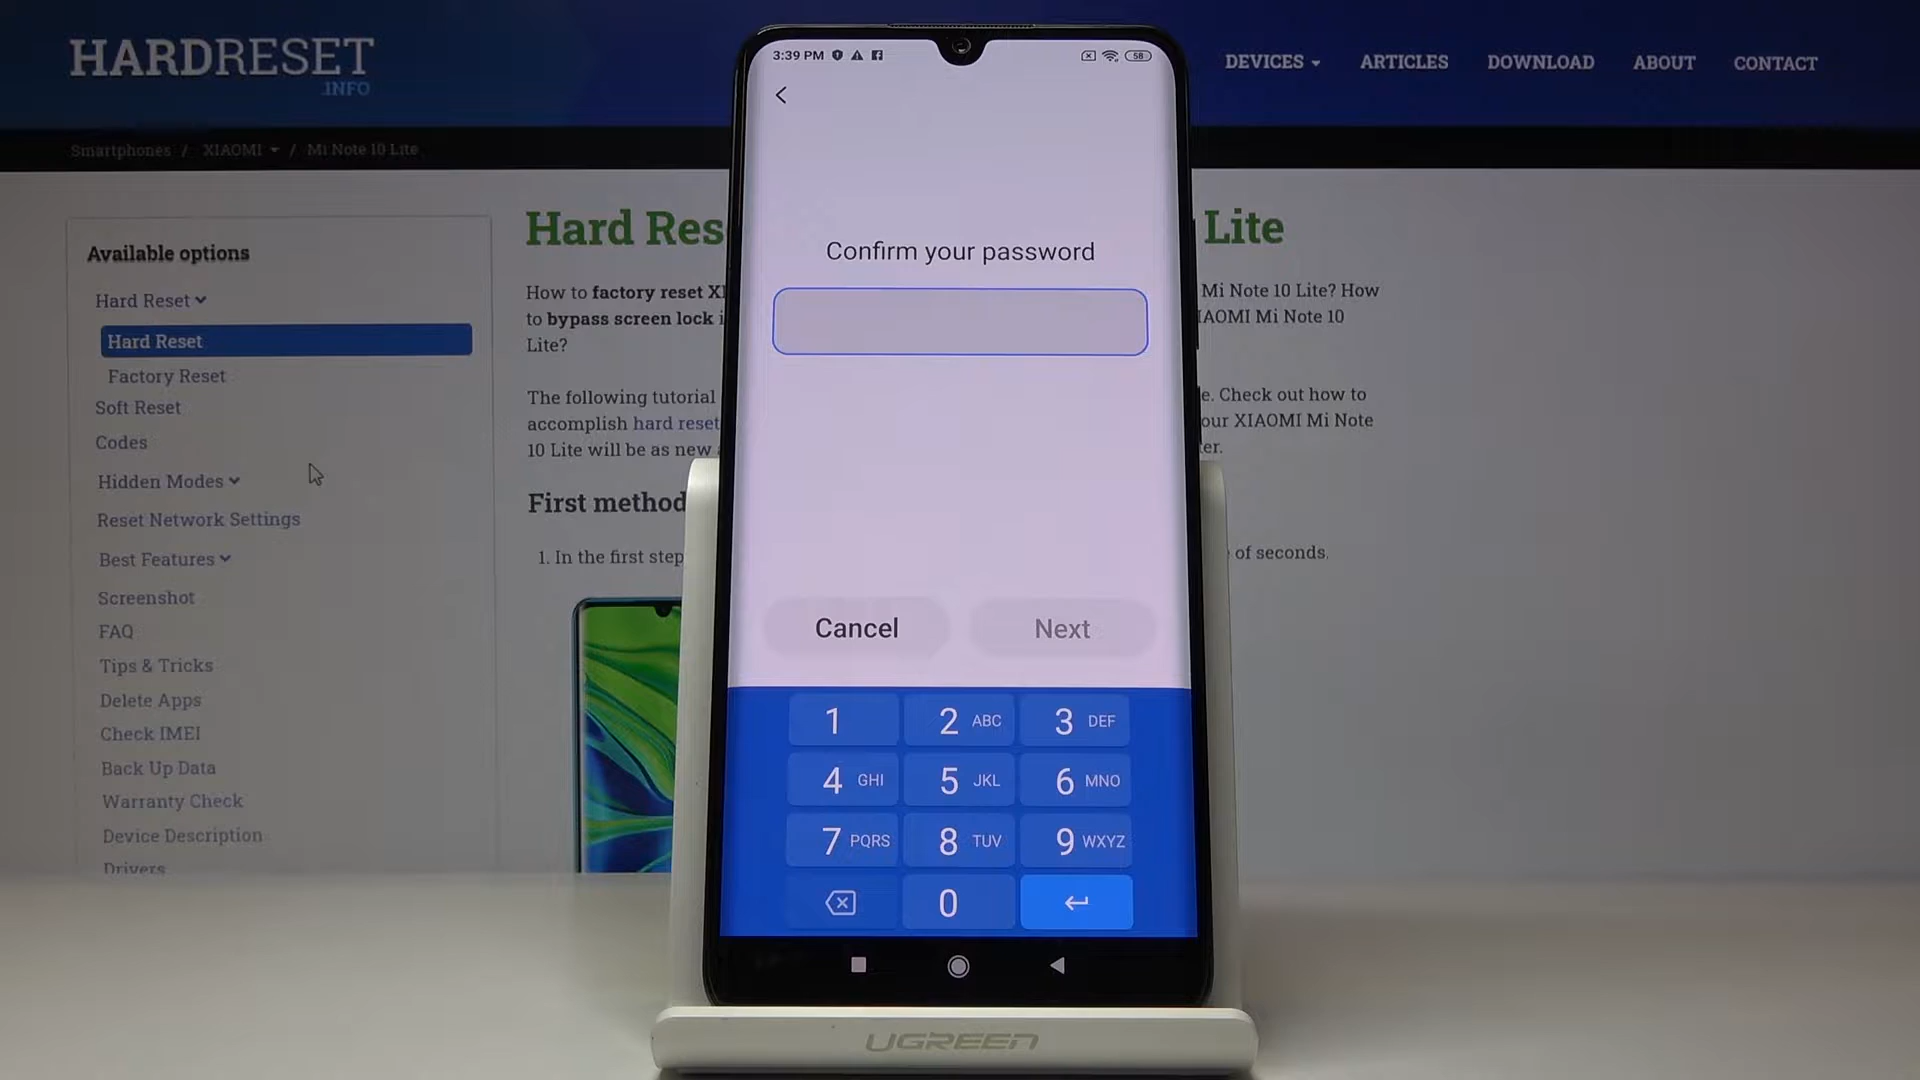 HARDRESET
.INFO
DEVICES ARTICLES DOWNLOAD ABOUT CONTACT
Smartphones / XIAOMI / Mi Note 10 Lite
Available options
Hard Reset
Hard Reset
Factory Reset
Soft Reset
Codes
Hidden Modes
Reset Network Settings
Best Features
Screenshot
FAQ
Tips & Tricks
Delete Apps
Check IMEI
Back Up Data
Warranty Check
Device Description
Drivers
Hard Res
Lite
How to factory reset XI
Mi Note 10 Lite? How
to bypass screen lock i
IAOMI Mi Note 10
Lite?
The following tutorial
e. Check out how to
accomplish hard reset
our XIAOMI Mi Note
10 Lite will be as new
ter.
First method
1. In the first step
of seconds.
3:39 PM
58
Confirm your password
Cancel Next
1 2 ABC 3 DEF
4 GHI 5 JKL 6 MNO
7 PQRS 8 TUV 9 WXYZ
0
UGREEN